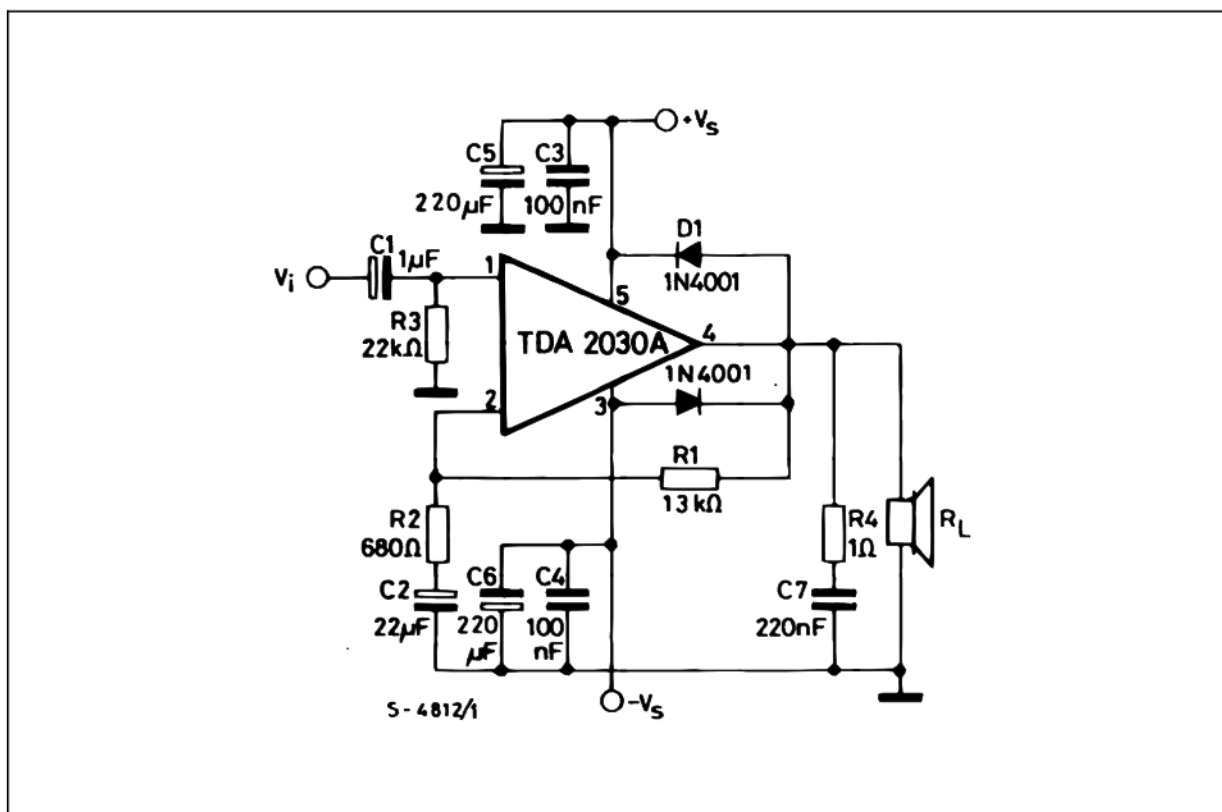 +Vs
C5
C3
220µF
100nF
D1
1N4001
C1
1µF
Vi
1
5
R3
22kΩ
TDA 2030A
4
1N4001
2
3
R1
13kΩ
R2
680Ω
R4
1Ω
RL
C2
22µF
C6
220
µF
C4
100
nF
C7
220nF
S-4812/1
-Vs